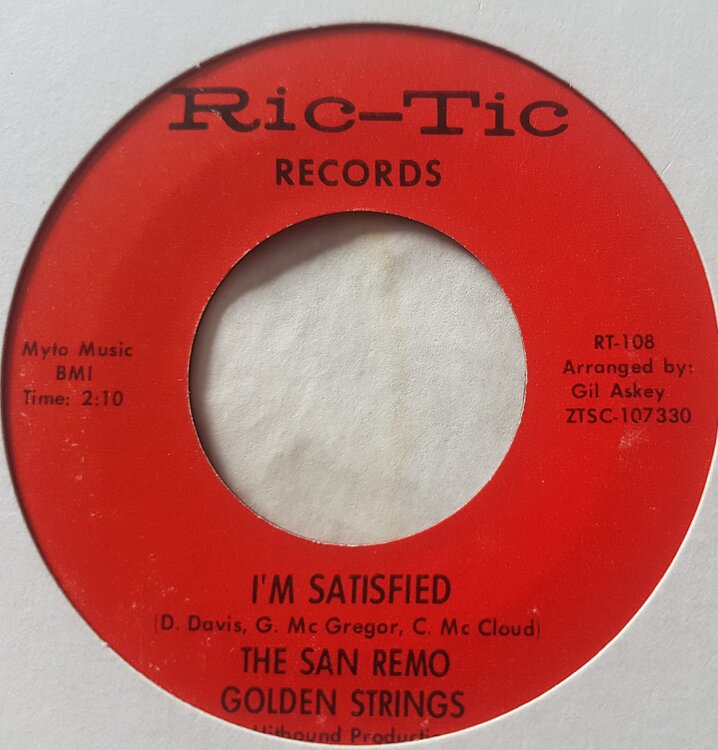 Ric-Tic
RECORDS
Myto Music
BMI
Time: 2:10
RT-108
Arranged by:
Gil Askey
ZTSC-107330
I'M SATISFIED
(D. Davis, G. Mc Gregor, C. Mc Cloud)
THE SAN REMO
GOLDEN STRINGS
Hitbound